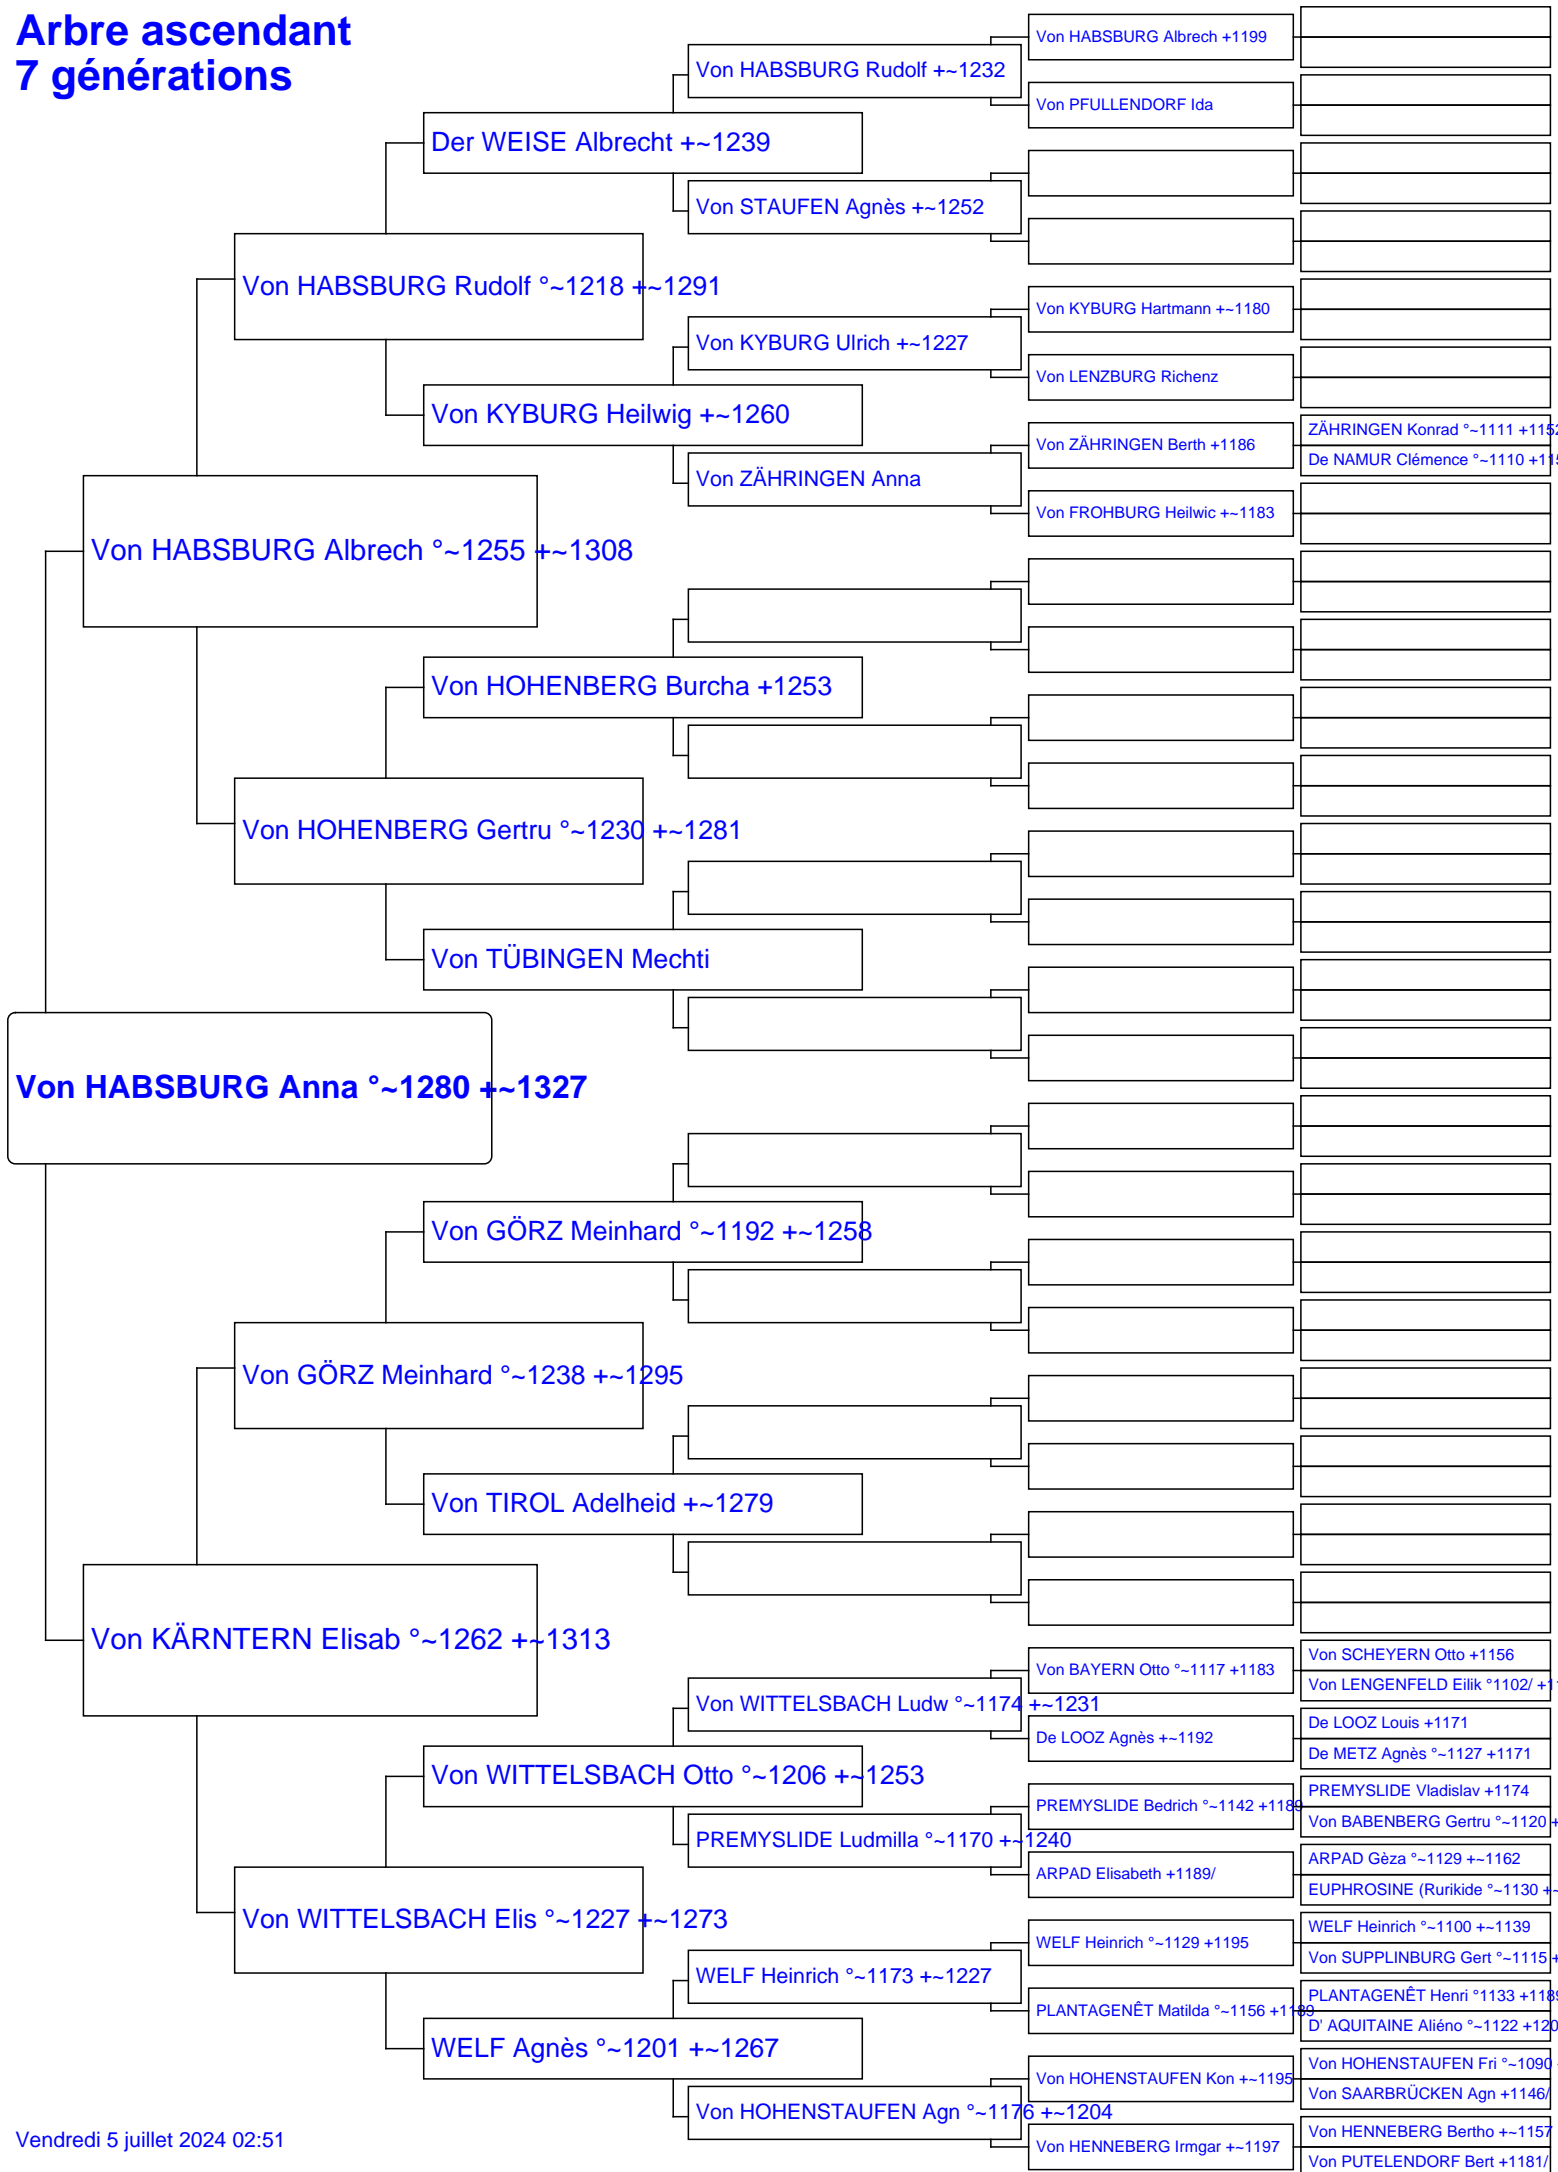 Arbre ascendant
7 générations
Von HABSBURG Anna °~1280 +~1327
Von HABSBURG Albrech °~1255 +~1308
Von KÄRNTERN Elisab °~1262 +~1313
Von HABSBURG Rudolf °~1218 +~1291
Von HOHENBERG Gertru °~1230 +~1281
Von GÖRZ Meinhard °~1238 +~1295
Von WITTELSBACH Elis °~1227 +~1273
Der WEISE Albrecht +~1239
Von KYBURG Heilwig +~1260
Von HOHENBERG Burcha +1253
Von TÜBINGEN Mechti
Von GÖRZ Meinhard °~1192 +~1258
Von TIROL Adelheid +~1279
Von WITTELSBACH Otto °~1206 +~1253
WELF Agnès °~1201 +~1267
Von HABSBURG Rudolf +~1232
Von STAUFEN Agnès +~1252
Von KYBURG Ulrich +~1227
Von ZÄHRINGEN Anna
Von WITTELSBACH Ludw °~1174 +~1231
PREMYSLIDE Ludmilla °~1170 +~1240
WELF Heinrich °~1173 +~1227
Von HOHENSTAUFEN Agn °~1176 +~1204
Von HABSBURG Albrech +1199
Von PFULLENDORF Ida
Von KYBURG Hartmann +~1180
Von LENZBURG Richenz
Von ZÄHRINGEN Berth +1186
Von FROHBURG Heilwic +~1183
Von BAYERN Otto °~1117 +1183
De LOOZ Agnès +~1192
PREMYSLIDE Bedrich °~1142 +1189
ARPAD Elisabeth +1189/
WELF Heinrich °~1129 +1195
PLANTAGENÊT Matilda °~1156 +1189
Von HOHENSTAUFEN Kon +~1195
Von HENNEBERG Irmgar +~1197
ZÄHRINGEN Konrad °~1111 +1152
De NAMUR Clémence °~1110 +115
Von SCHEYERN Otto +1156
Von LENGENFELD Eilik °1102/ +1
De LOOZ Louis +1171
De METZ Agnès °~1127 +1171
PREMYSLIDE Vladislav +1174
Von BABENBERG Gertru °~1120 +
ARPAD Gèza °~1129 +~1162
EUPHROSINE (Rurikide °~1130 +~
WELF Heinrich °~1100 +~1139
Von SUPPLINBURG Gert °~1115 +
PLANTAGENÊT Henri °1133 +1189
D' AQUITAINE Aliéno °~1122 +120
Von HOHENSTAUFEN Fri °~1090
Von SAARBRÜCKEN Agn +1146/
Von HENNEBERG Bertho +~1157
Von PUTELENDORF Bert +1181/
Vendredi 5 juillet 2024 02:51